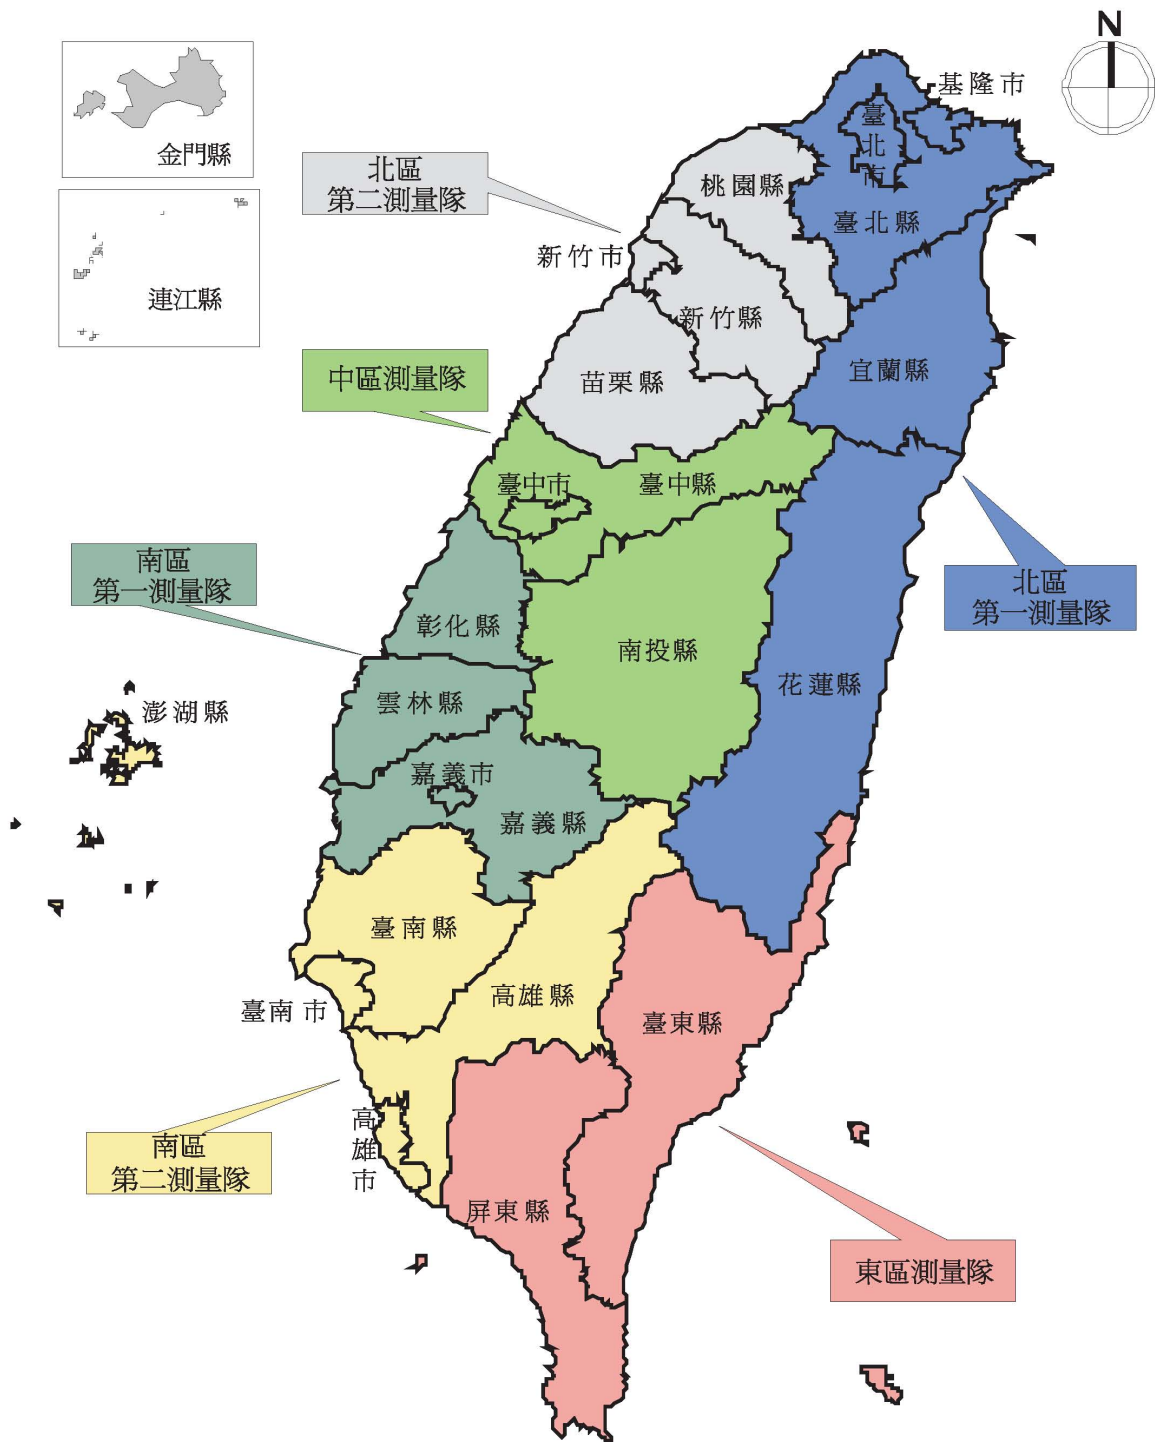 N
基隆市
臺北市
金門縣
北區
第二測量隊
桃園縣
臺北縣
新竹市
連江縣
新竹縣
中區測量隊
苗栗縣
宜蘭縣
臺中市
臺中縣
南區
第一測量隊
北區
第一測量隊
彰化縣
南投縣
花蓮縣
雲林縣
澎湖縣
嘉義市
嘉義縣
臺南縣
高雄縣
臺南市
臺東縣
高雄市
南區
第二測量隊
屏東縣
東區測量隊